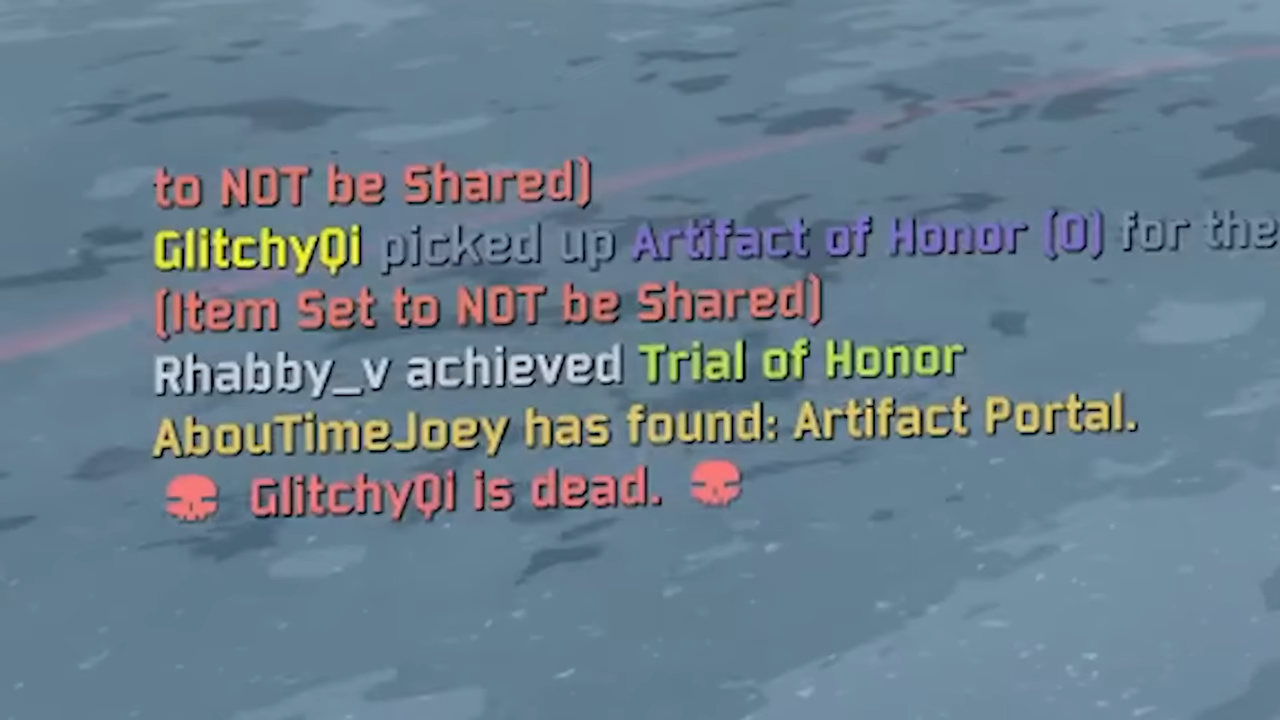 to NOT be Shared)
GlitchyQi picked up Artifact of Honor (0) for the
(Item Set to NOT be Shared)
Rhabby_v achieved Trial of Honor
AbouTimeJoey has found: Artifact Portal.
GlitchyQi is dead.